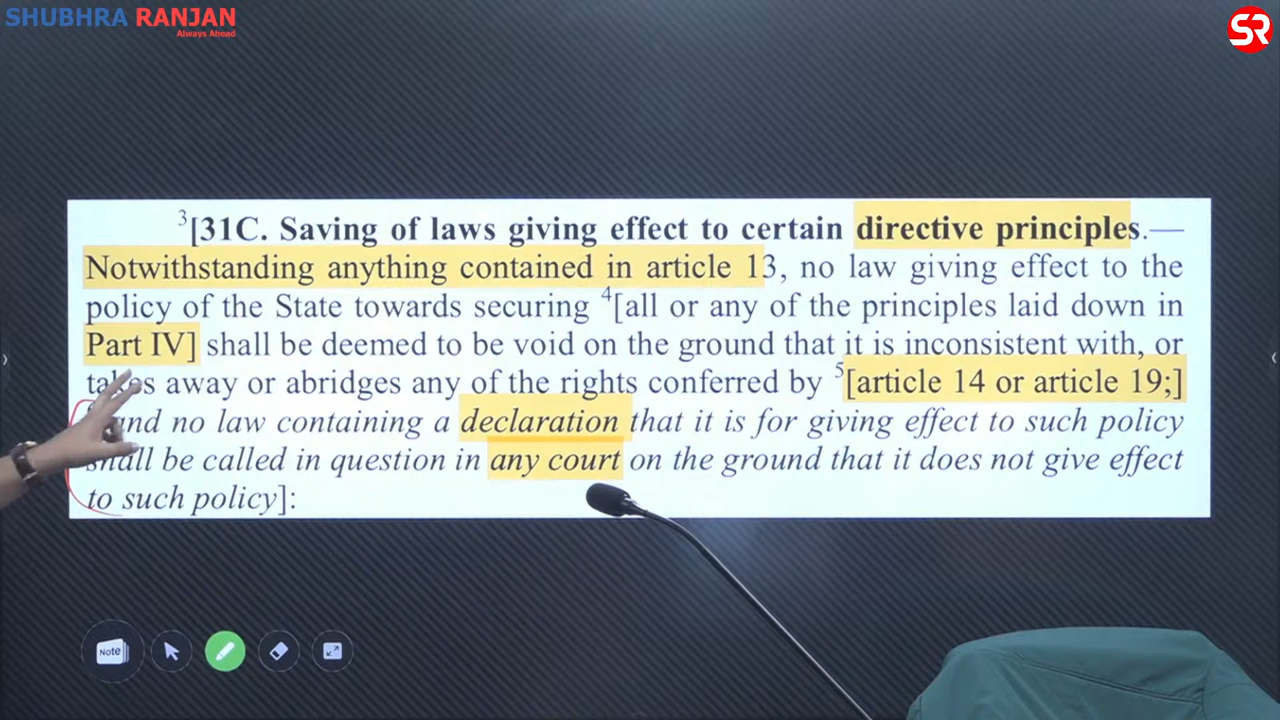 SHUBHRA RANJAN
Always Ahead
SR
3[31C. Saving of laws giving effect to certain directive principles.—
Notwithstanding anything contained in article 13, no law giving effect to the
policy of the State towards securing 4[all or any of the principles laid down in
Part IV] shall be deemed to be void on the ground that it is inconsistent with, or
takes away or abridges any of the rights conferred by 5[article 14 or article 19;]
and no law containing a declaration that it is for giving effect to such policy
shall be called in question in any court on the ground that it does not give effect
to such policy]:
Note